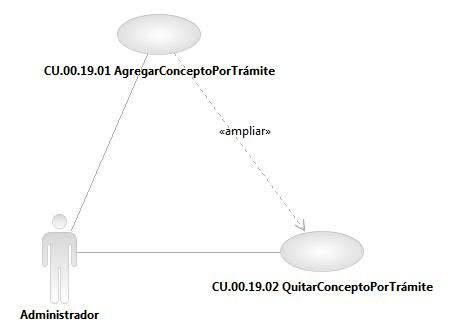 CU.00.19.01 AgregarConceptoPorTrámite
«ampliar»
CU.00.19.02 QuitarConceptoPorTrámite
Administrador